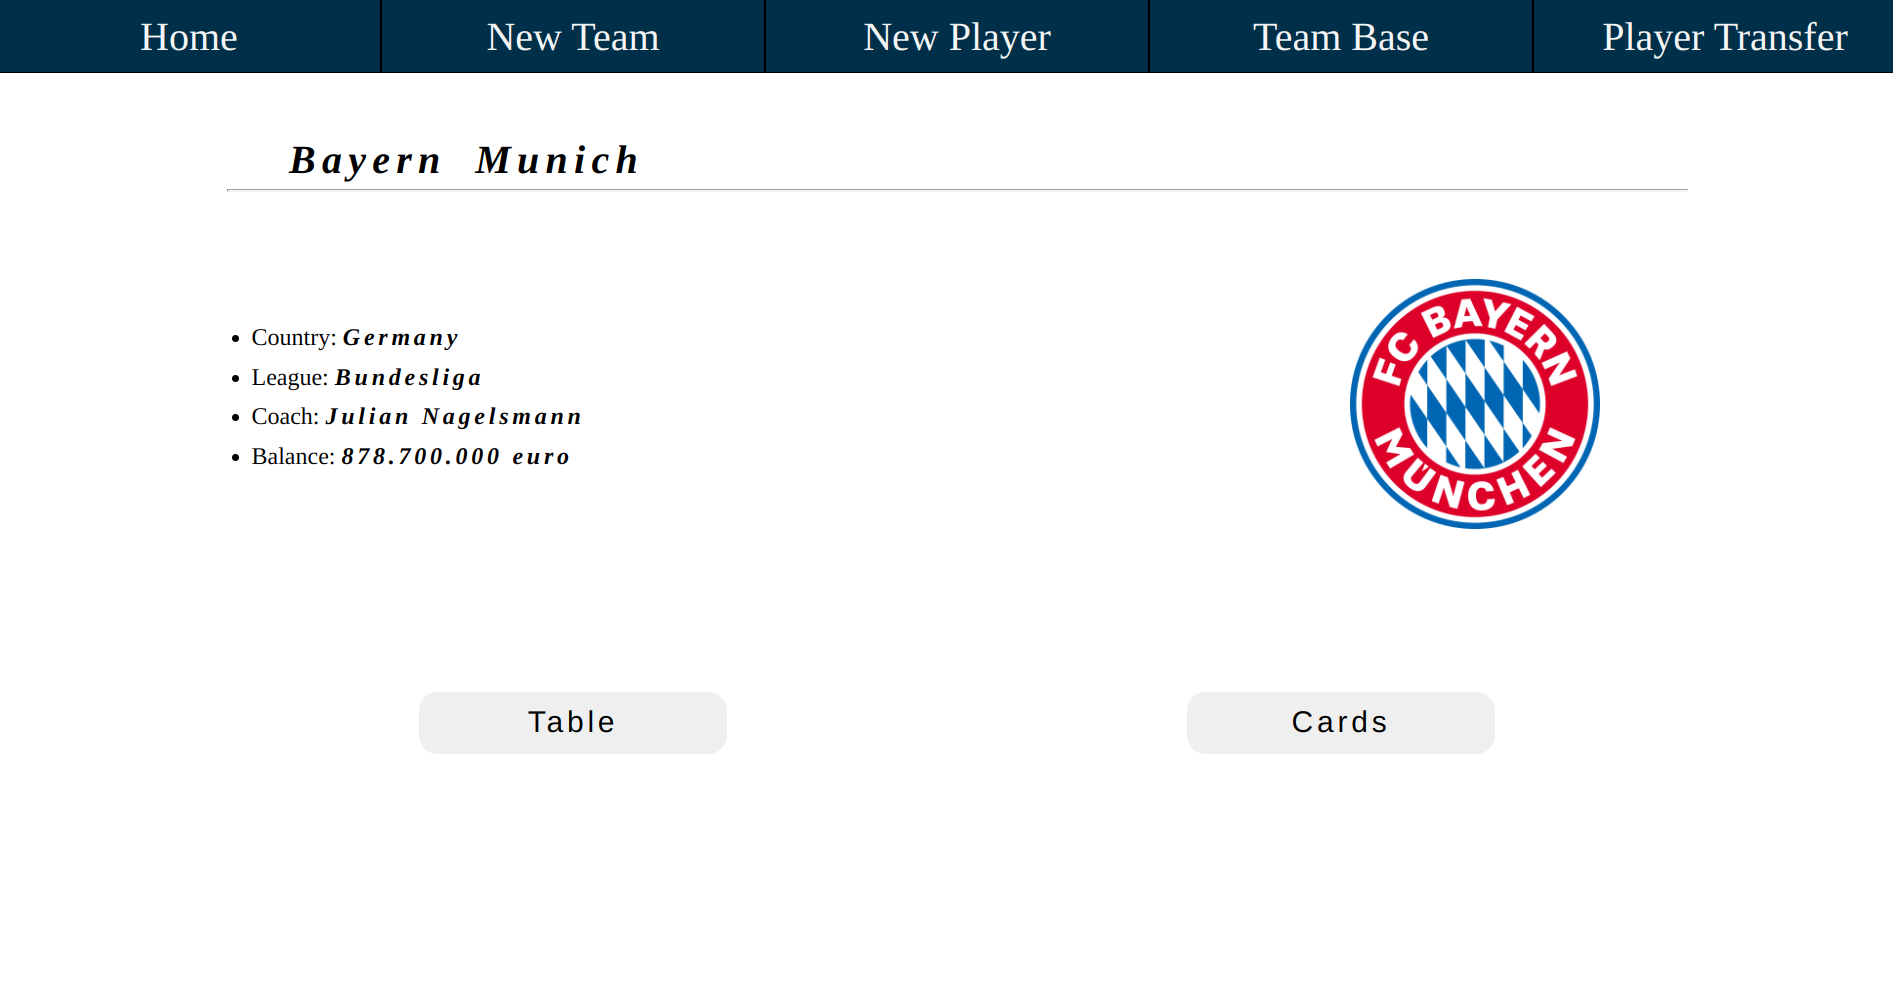 Home New Team New Player Team Base Player Transfer
Bayern Munich
Country: Germany
League: Bundesliga
Coach: Julian Nagelsmann
Balance: 878.700.000 euro
FC BAYERN
MÜNCHEN
Table Cards